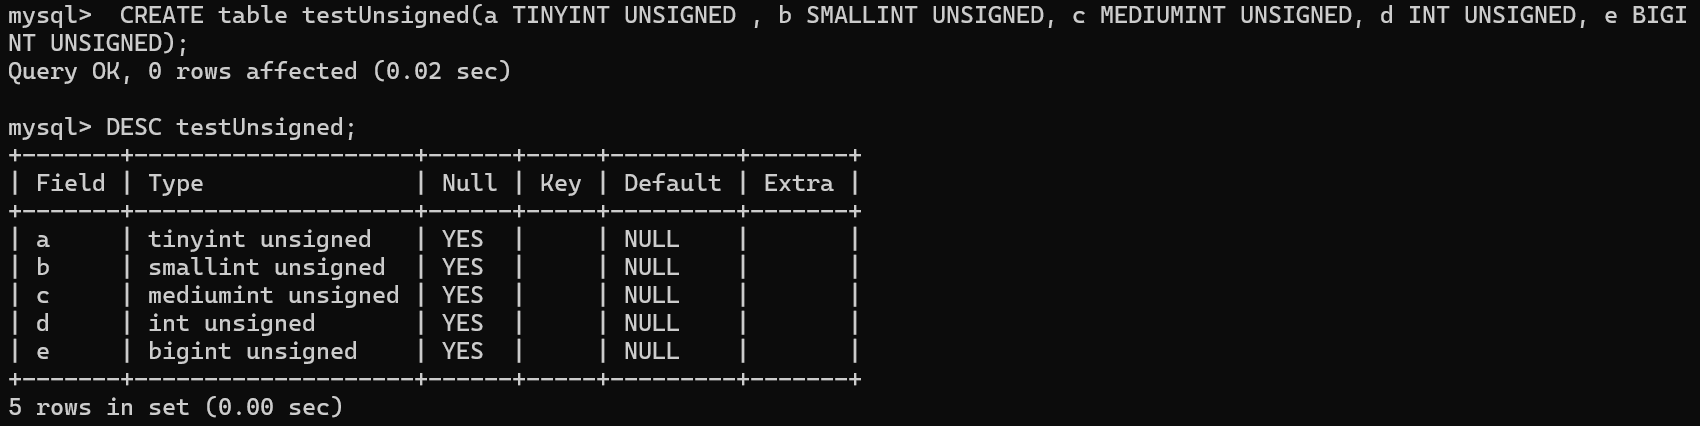 mysql>  CREATE table testUnsigned(a TINYINT UNSIGNED , b SMALLINT UNSIGNED, c MEDIUMINT UNSIGNED, d INT UNSIGNED, e BIGI
NT UNSIGNED);
Query OK, 0 rows affected (0.02 sec)

mysql> DESC testUnsigned;
+-------+--------------------+------+-----+---------+-------+
| Field | Type               | Null | Key | Default | Extra |
+-------+--------------------+------+-----+---------+-------+
| a     | tinyint unsigned   | YES  |     | NULL    |       |
| b     | smallint unsigned  | YES  |     | NULL    |       |
| c     | mediumint unsigned | YES  |     | NULL    |       |
| d     | int unsigned       | YES  |     | NULL    |       |
| e     | bigint unsigned    | YES  |     | NULL    |       |
+-------+--------------------+------+-----+---------+-------+
5 rows in set (0.00 sec)